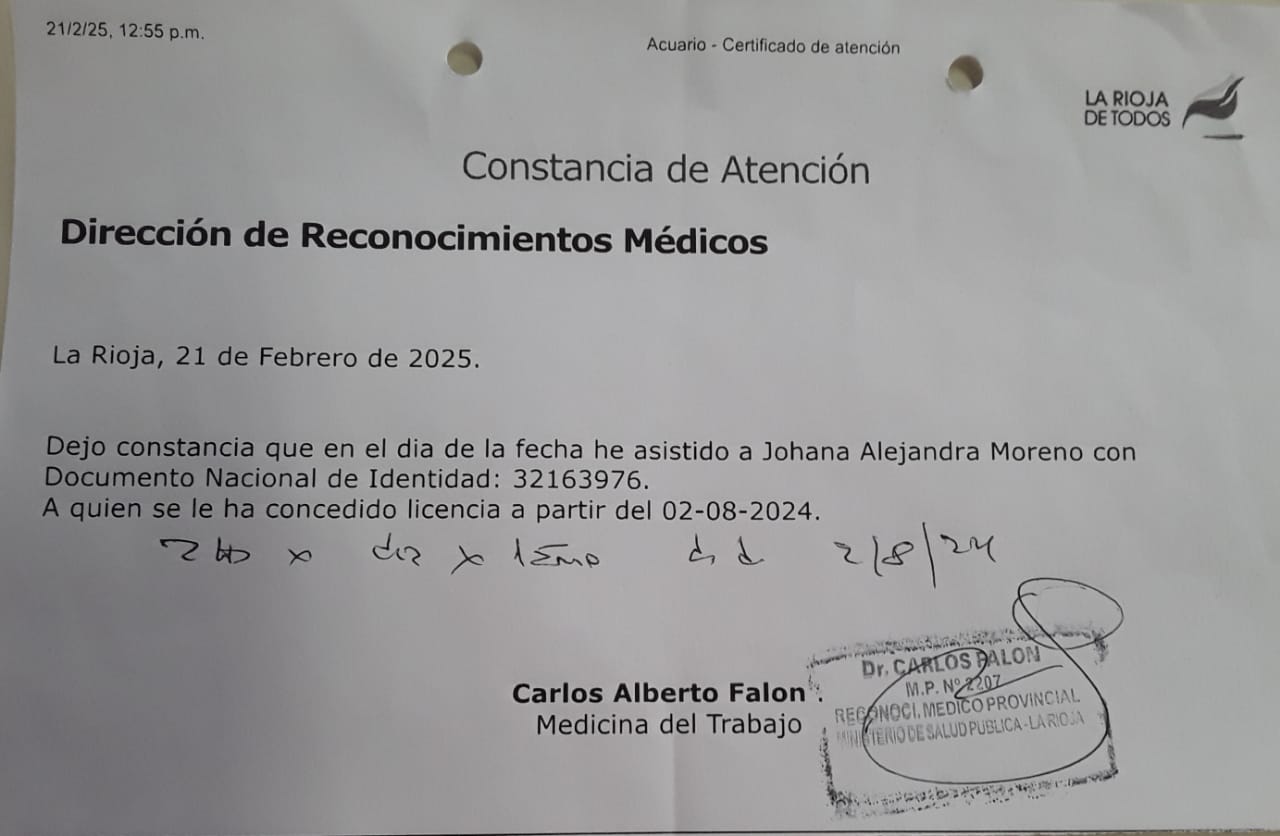 21/2/25, 12:55 p.m.
Acuario - Certificado de atención
LA RIOJA
DE TODOS
Constancia de Atención
Dirección de Reconocimientos Médicos
La Rioja, 21 de Febrero de 2025.
Dejo constancia que en el dia de la fecha he asistido a Johana Alejandra Moreno con
Documento Nacional de Identidad: 32163976.
A quien se le ha concedido licencia a partir del 02-08-2024.
x x 2/8/24
Dr. CARLOS FALON
M.P. Nº 2207
RECONOCI. MEDICO PROVINCIAL
MINISTERIO DE SALUD PUBLICA - LA RIOJA
Carlos Alberto Falon .
Medicina del Trabajo